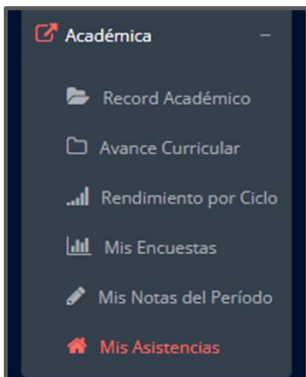 Académica
Record Académico
Avance Curricular
Rendimiento por Ciclo
Mis Encuestas
Mis Notas del Período
Mis Asistencias